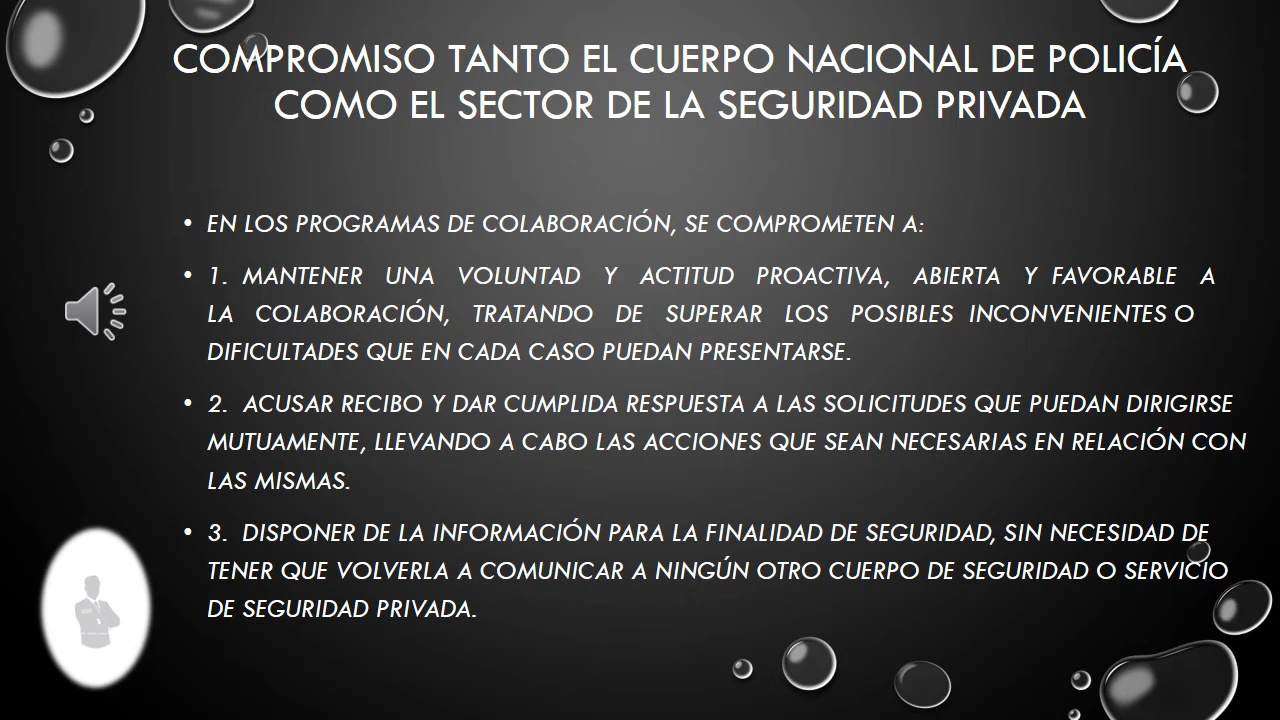 COMPROMISO TANTO EL CUERPO NACIONAL DE POLICÍA
COMO EL SECTOR DE LA SEGURIDAD PRIVADA
• EN LOS PROGRAMAS DE COLABORACIÓN, SE COMPROMETEN A:
• 1. MANTENER UNA VOLUNTAD Y ACTITUD PROACTIVA, ABIERTA Y FAVORABLE A
LA COLABORACIÓN, TRATANDO DE SUPERAR LOS POSIBLES INCONVENIENTES O
DIFICULTADES QUE EN CADA CASO PUEDAN PRESENTARSE.
• 2. ACUSAR RECIBO Y DAR CUMPLIDA RESPUESTA A LAS SOLICITUDES QUE PUEDAN DIRIGIRSE
MUTUAMENTE, LLEVANDO A CABO LAS ACCIONES QUE SEAN NECESARIAS EN RELACIÓN CON
LAS MISMAS.
• 3. DISPONER DE LA INFORMACIÓN PARA LA FINALIDAD DE SEGURIDAD, SIN NECESIDAD DE
TENER QUE VOLVERLA A COMUNICAR A NINGÚN OTRO CUERPO DE SEGURIDAD O SERVICIO
DE SEGURIDAD PRIVADA.